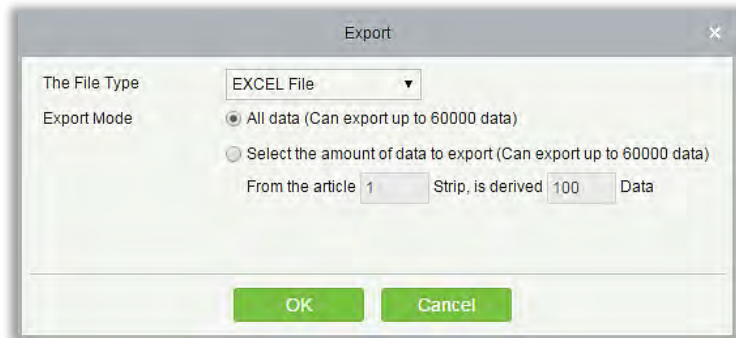 Export
The File Type EXCEL File
Export Mode All data (Can export up to 60000 data)
Select the amount of data to export (Can export up to 60000 data)
From the article 1 Strip, is derived 100 Data
OK Cancel